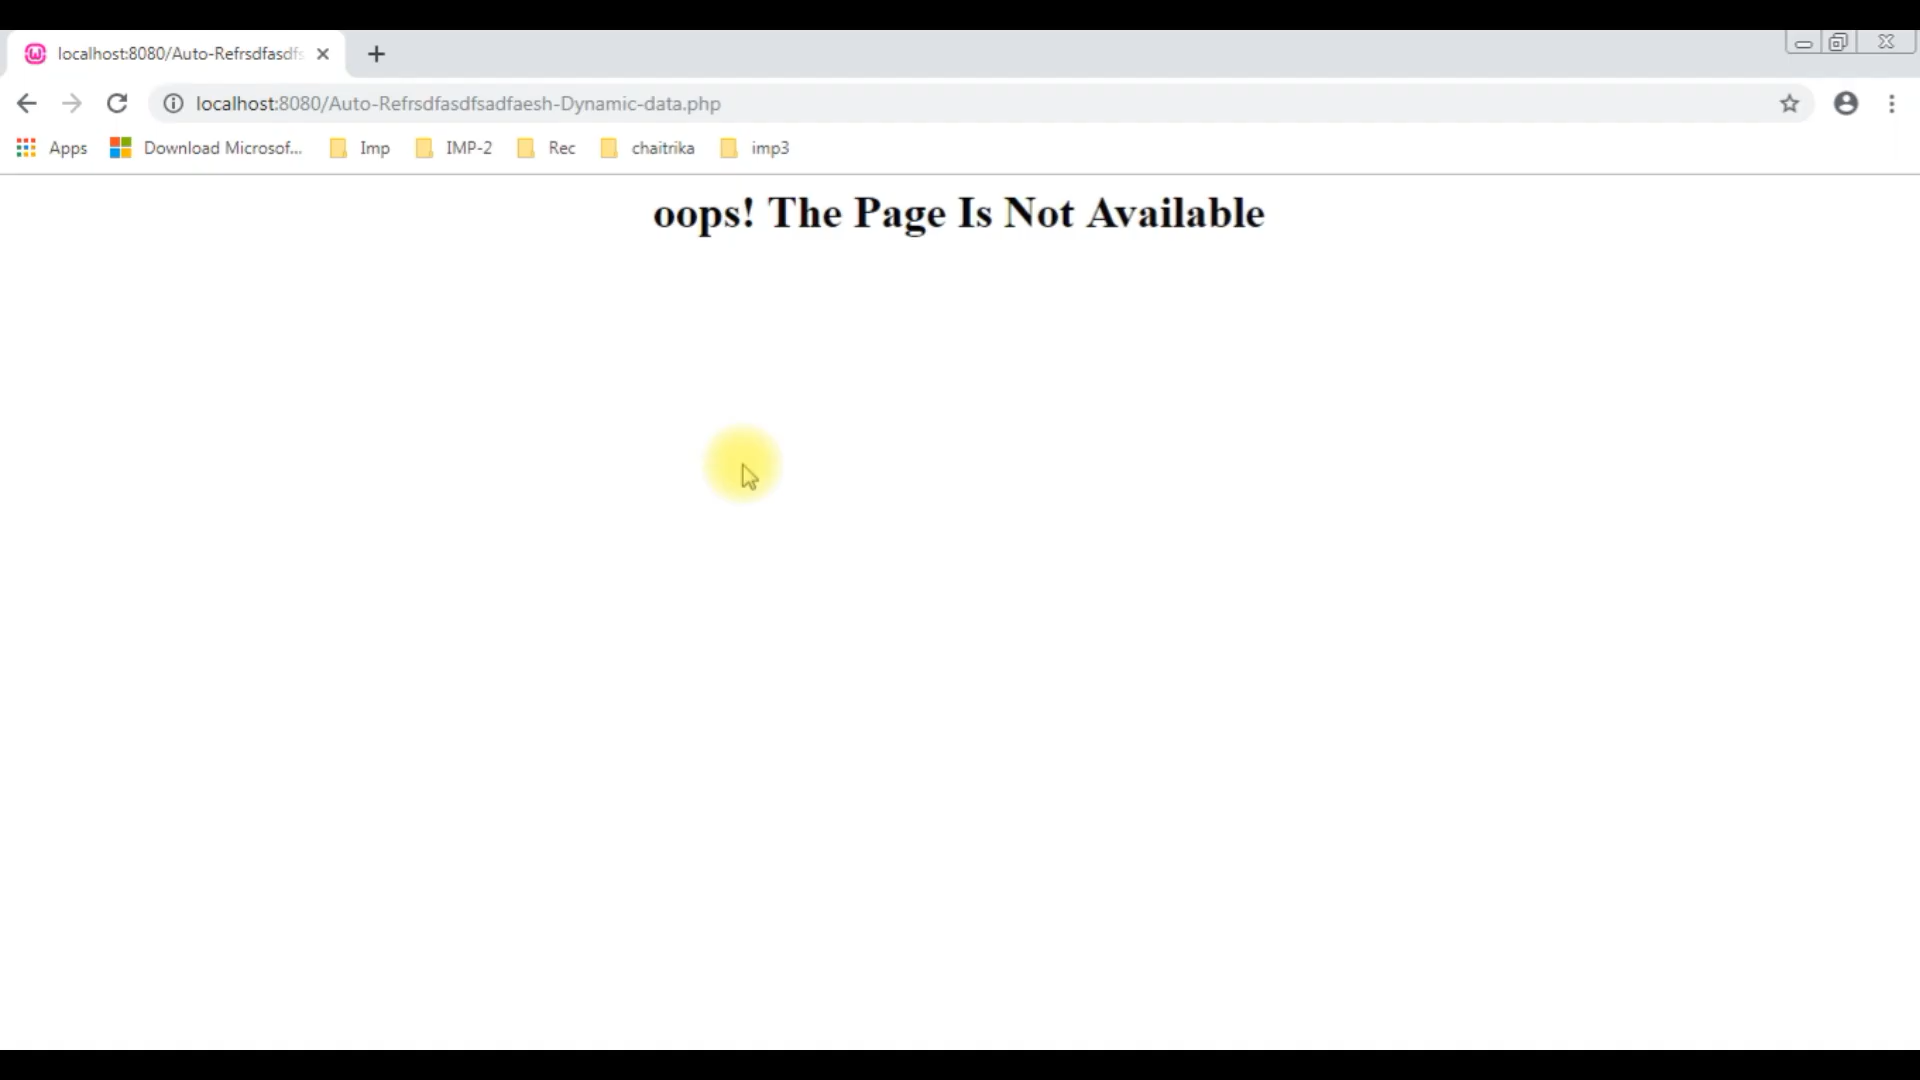 localhost:8080/Auto-Refrsdfasdfs
localhost:8080/Auto-Refrsdfasdfsadfaesh-Dynamic-data.php
Apps Download Microsof... Imp IMP-2 Rec chaitrika imp3
oops! The Page Is Not Available